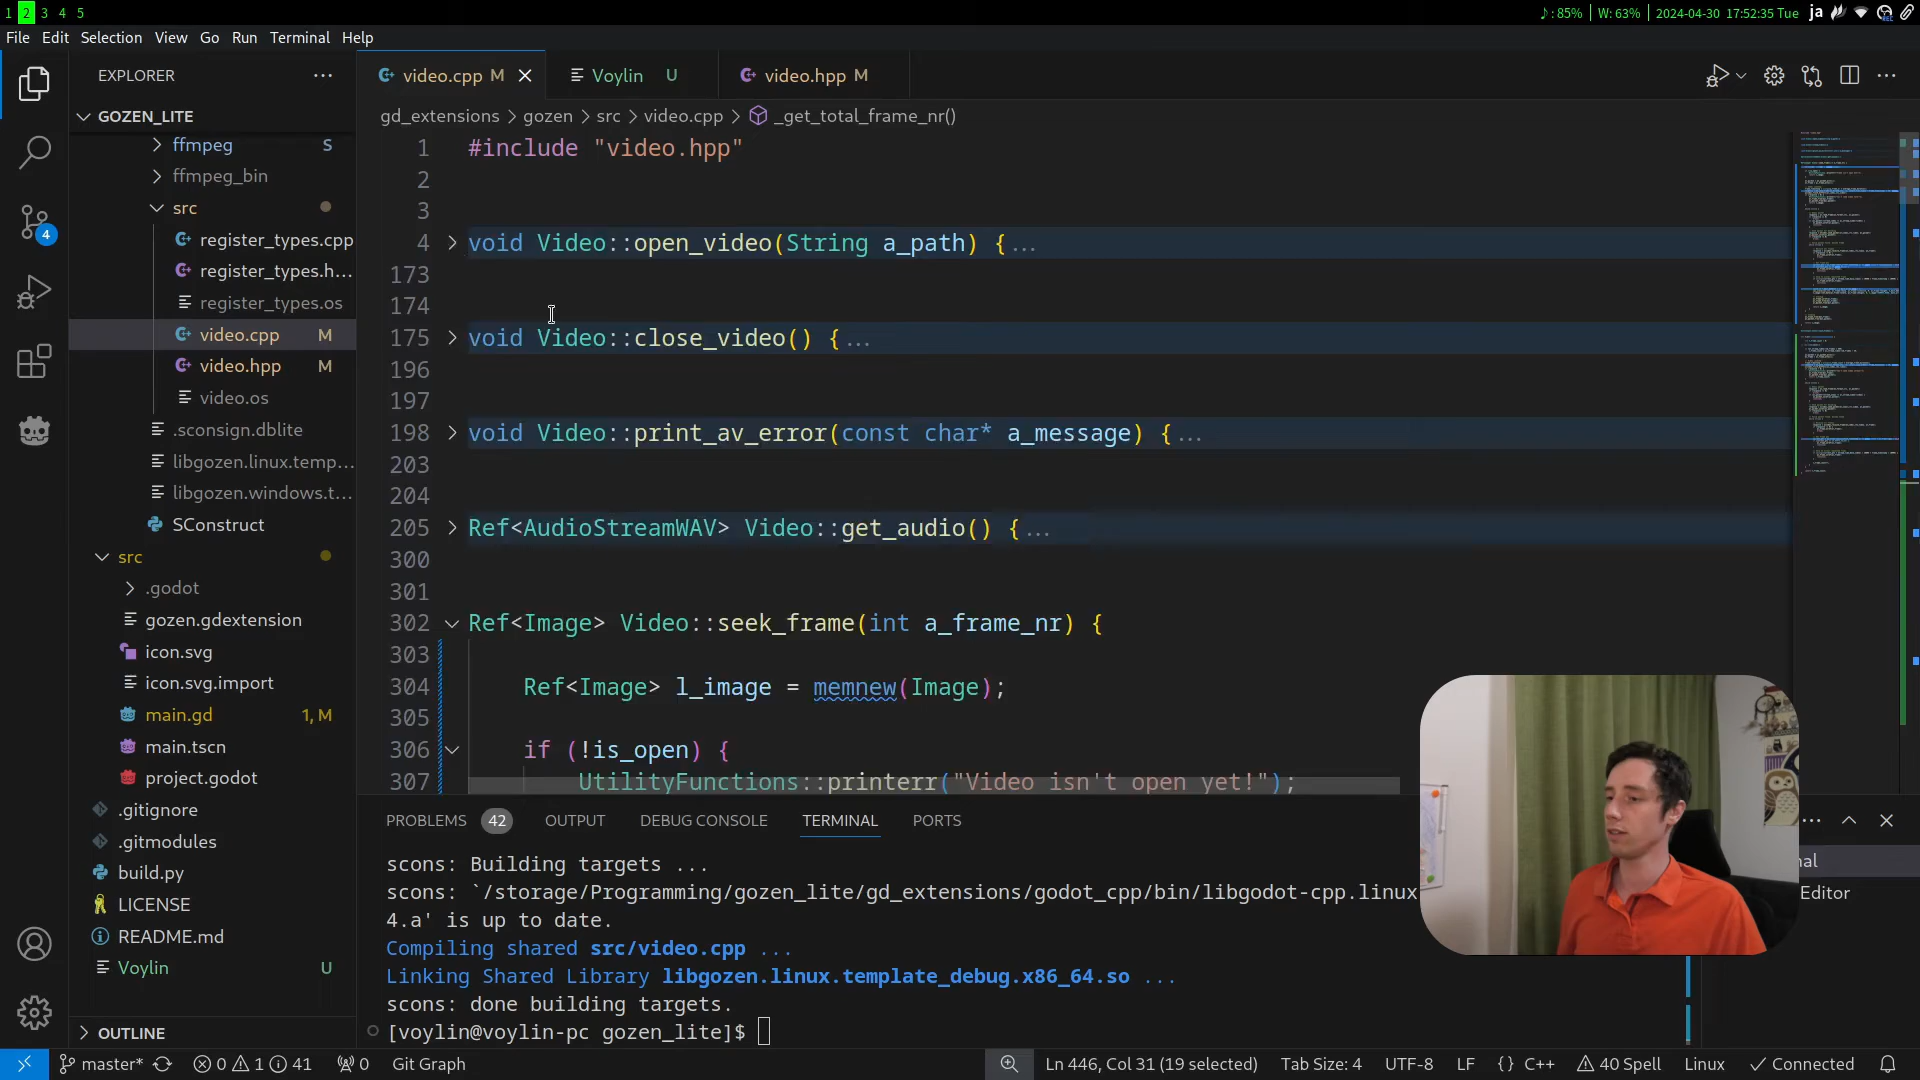 1 2 3 4 5
♪: 85% | W: 63% | 2024-04-30 17:52:35 Tue ja
File Edit Selection View Go Run Terminal Help
EXPLORER ...
video.cpp M
Voylin U
video.hpp M
GOZEN_LITE
gd_extensions > gozen > src > video.cpp > _get_total_frame_nr()
ffmpeg S
ffmpeg_bin
src
register_types.cpp
register_types.h...
register_types.os
video.cpp M
video.hpp M
video.os
.sconsign.dblite
libgozen.linux.temp...
libgozen.windows.t...
SConstruct
src
.godot
gozen.gdextension
icon.svg
icon.svg.import
main.gd 1, M
main.tscn
project.godot
.gitignore
.gitmodules
build.py
LICENSE
README.md
Voylin U
OUTLINE
4
1 #include "video.hpp"
2
3
4 void Video::open_video(String a_path) {...
173
174
175 void Video::close_video() {...
196
197
198 void Video::print_av_error(const char* a_message) {...
203
204
205 Ref<AudioStreamWAV> Video::get_audio() {...
300
301
302 Ref<Image> Video::seek_frame(int a_frame_nr) {
303
304 Ref<Image> l_image = memnew(Image);
305
306 if (!is_open) {
307 UtilityFunctions::printerr("Video isn't open yet!");
PROBLEMS 42 OUTPUT DEBUG CONSOLE TERMINAL PORTS
scons: Building targets ...
scons: `/storage/Programming/gozen_lite/gd_extensions/godot_cpp/bin/libgodot-cpp.linux
4.a' is up to date.
Compiling shared src/video.cpp ...
Linking Shared Library libgozen.linux.template_debug.x86_64.so ...
scons: done building targets.
[voylin@voylin-pc gozen_lite]$
nal
Editor
master* 0 1 41 0 Git Graph
Ln 446, Col 31 (19 selected) Tab Size: 4 UTF-8 LF {} C++ 40 Spell Linux Connected